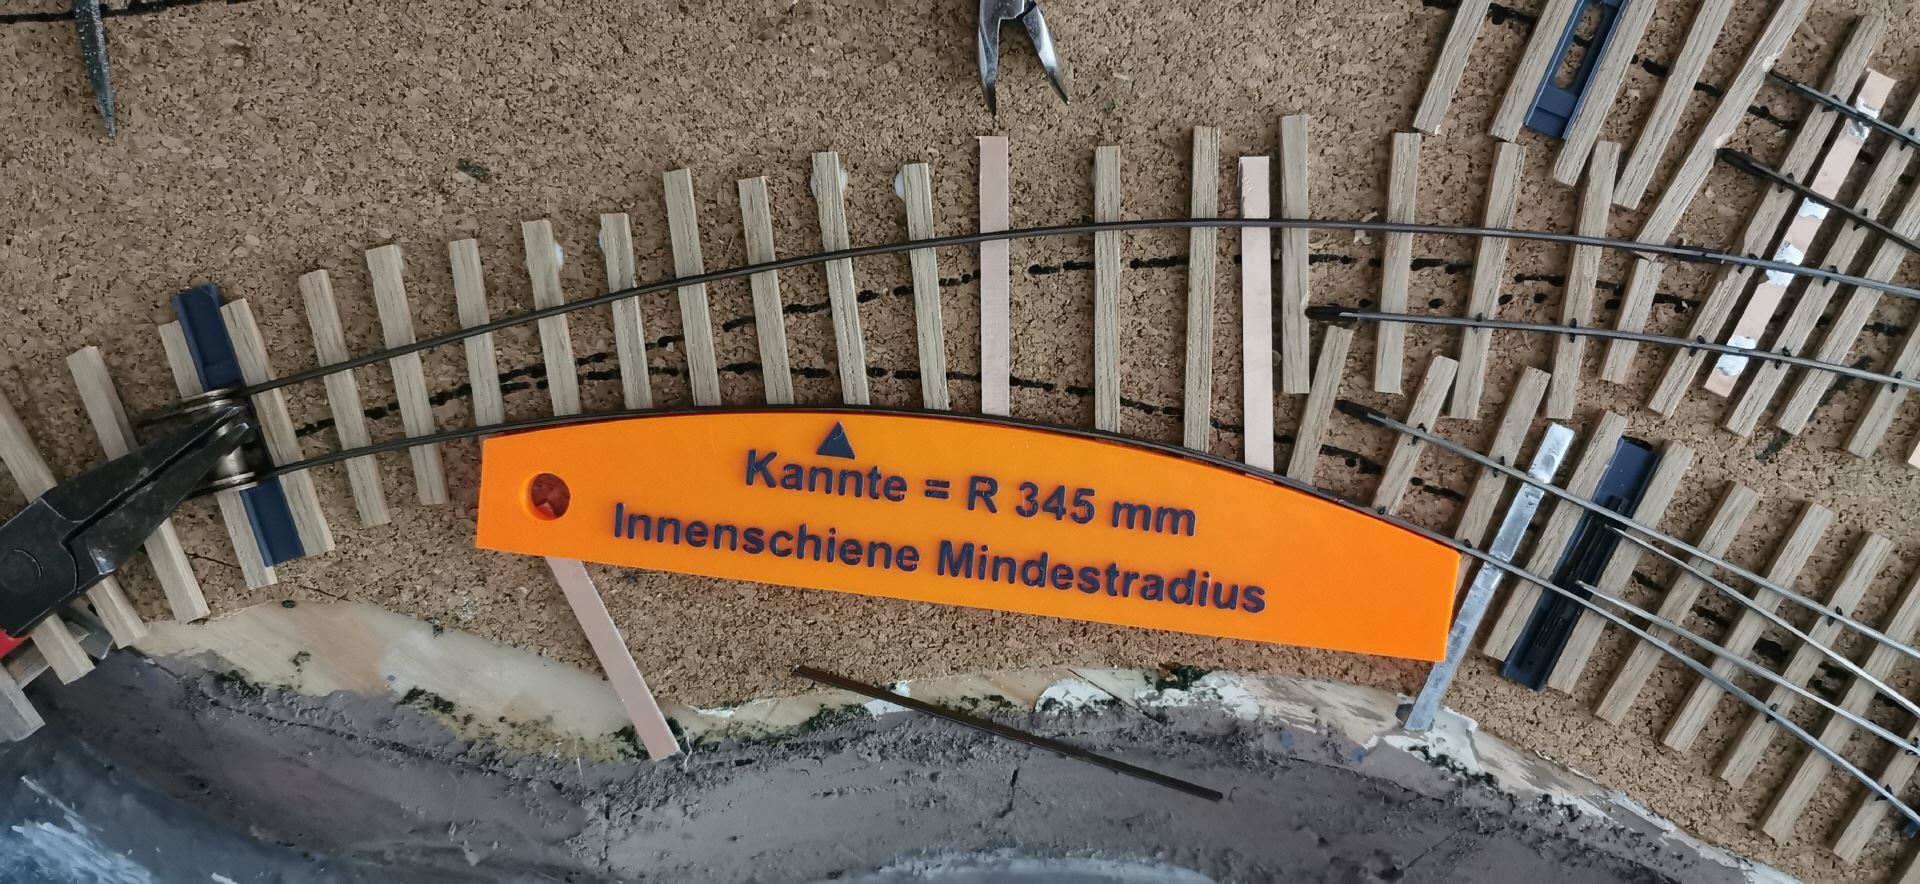 Kannte = R 345 mm
Innenschiene Mindestradius